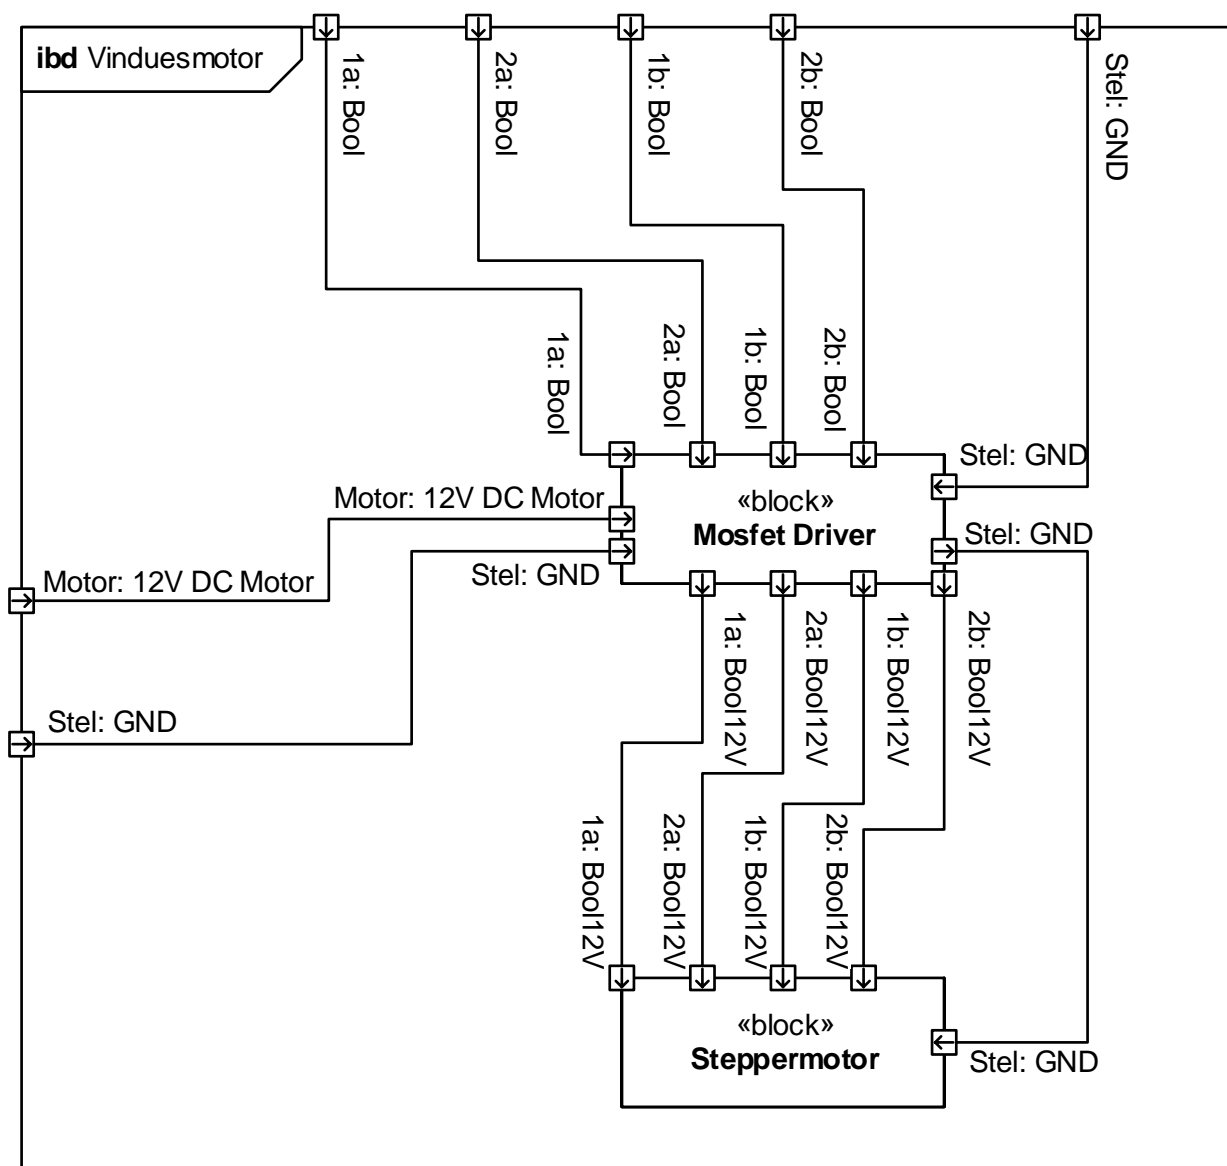 ibd Vinduesmotor
1a: Bool
2a: Bool
1b: Bool
2b: Bool
Stel: GND
1a: Bool
2a: Bool
1b: Bool
2b: Bool
Stel: GND
Motor: 12V DC Motor
«block»
Mosfet Driver
Stel: GND
Stel: GND
Motor: 12V DC Motor
1a: Bool12V
2a: Bool12V
1b: Bool12V
2b: Bool12V
Stel: GND
1a: Bool12V
2a: Bool12V
1b: Bool12V
2b: Bool12V
«block»
Steppermotor
Stel: GND